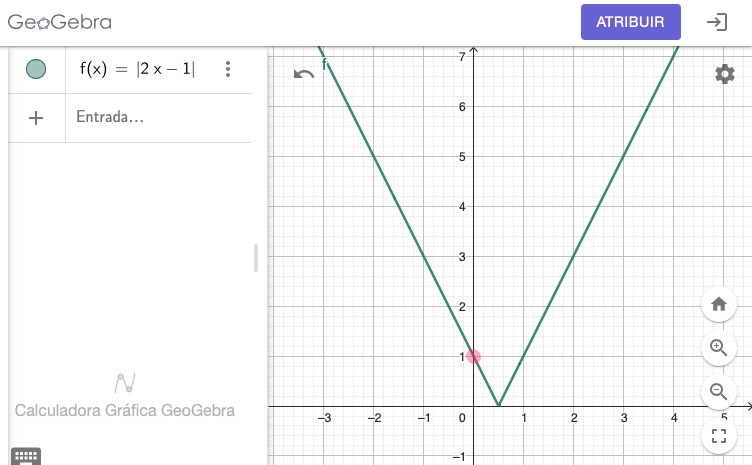 GeoGebra
ATRIBUIR
f(x) = |2 x − 1|
Entrada...
Calculadora Gráfica GeoGebra
f
7
6
5
4
3
2
1
−3 −2 −1 0 1 2 3 4 5
−1